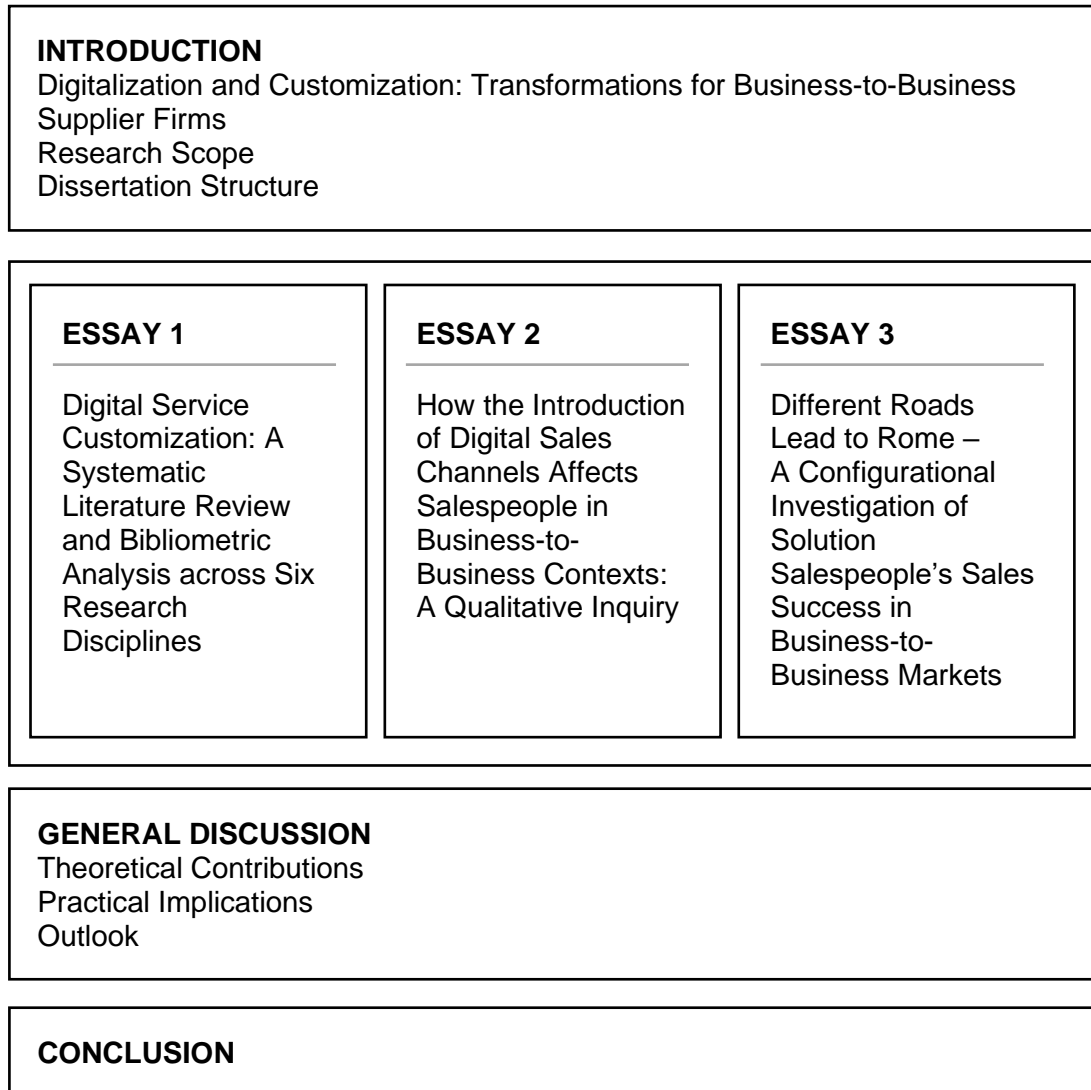 INTRODUCTION
Digitalization and Customization: Transformations for Business-to-Business
Supplier Firms
Research Scope
Dissertation Structure
ESSAY 1
Digital Service
Customization: A
Systematic
Literature Review
and Bibliometric
Analysis across Six
Research
Disciplines
ESSAY 2
How the Introduction
of Digital Sales
Channels Affects
Salespeople in
Business-to-
Business Contexts:
A Qualitative Inquiry
ESSAY 3
Different Roads
Lead to Rome –
A Configurational
Investigation of
Solution
Salespeople's Sales
Success in
Business-to-
Business Markets
GENERAL DISCUSSION
Theoretical Contributions
Practical Implications
Outlook
CONCLUSION